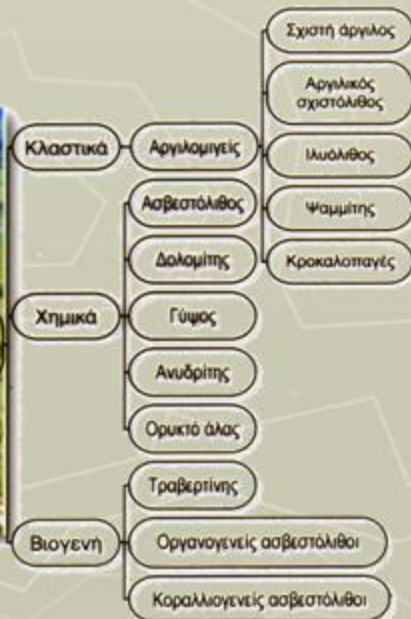 Κλαστικά
Αργιλομιγείς
Σχιστή άργιλος
Αργιλικός
σχιστόλιθος
Ιλυόλιθος
Ψαμμίτης
Κροκαλοπαγές
Χημικά
Ασβεστόλιθος
Δολομίτης
Γύψος
Ανυδρίτης
Ορυκτό άλας
Βιογενή
Τραβερτίνης
Οργανογενείς ασβεστόλιθοι
Κοραλλιογενείς ασβεστόλιθοι